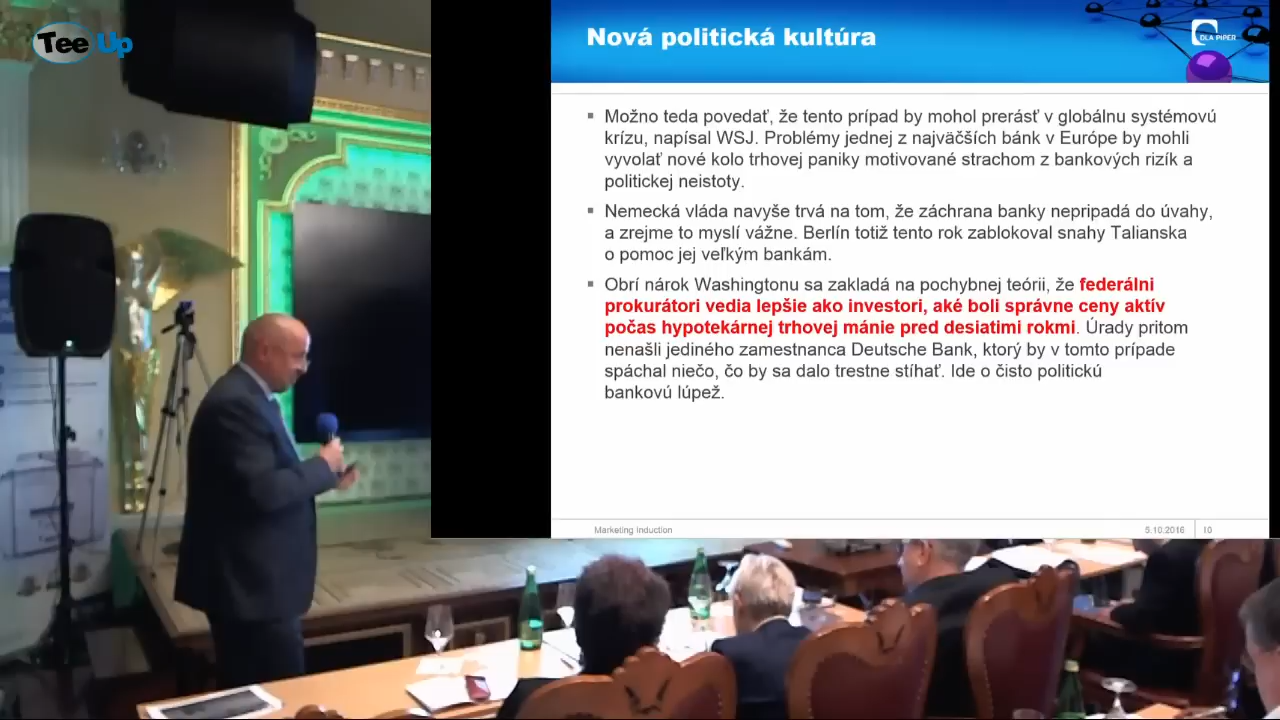 Tee Up
Nová politická kultúra
DLA PIPER
Možno teda povedať, že tento prípad by mohol prerásť v globálnu systémovú
krízu, napísal WSJ. Problémy jednej z najväčších bánk v Európe by mohli
vyvolať nové kolo trhovej paniky motivované strachom z bankových rizík a
politickej neistoty.
Nemecká vláda navyše trvá na tom, že záchrana banky nepripadá do úvahy,
a zrejme to myslí vážne. Berlín totiž tento rok zablokoval snahy Talianska
o pomoc jej veľkým bankám.
Obrí nárok Washingtonu sa zakladá na pochybnej teórii, že federálni
prokurátori vedia lepšie ako investori, aké boli správne ceny aktív
počas hypotekárnej trhovej mánie pred desiatimi rokmi. Úrady pritom
nenašli jediného zamestnanca Deutsche Bank, ktorý by v tomto prípade
spáchal niečo, čo by sa dalo trestne stíhať. Ide o čisto politickú
bankovú lúpež.
Marketing Induction
5.10.2016
10